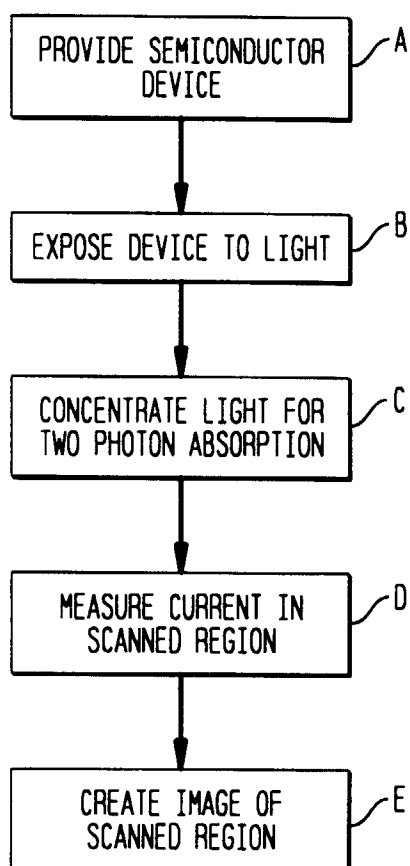 PROVIDE SEMICONDUCTOR
DEVICE
A
EXPOSE DEVICE TO LIGHT
B
CONCENTRATE LIGHT FOR
TWO PHOTON ABSORPTION
C
MEASURE CURRENT IN
SCANNED REGION
D
CREATE IMAGE OF
SCANNED REGION
E